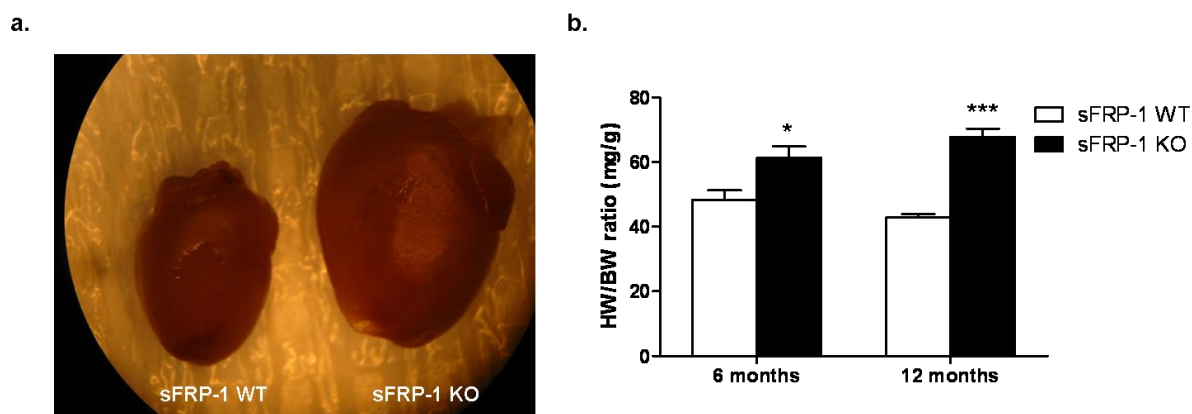 a.
sFRP-1 WT
sFRP-1 KO
b.
HW/BW ratio (mg/g)
80
60
40
20
0
*
***
6 months
12 months
sFRP-1 WT
sFRP-1 KO